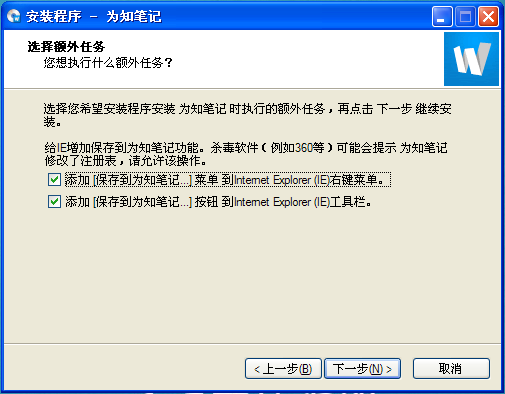 安装程序 - 为知笔记
选择额外任务
您想执行什么额外任务？
选择您希望安装程序安装 为知笔记 时执行的额外任务，再点击 下一步 继续安
装。
给IE增加保存到为知笔记功能。杀毒软件（例如360等）可能会提示 为知笔记
修改了注册表，请允许该操作。
添加 [保存到为知笔记...] 菜单 到Internet Explorer (IE)右键菜单。
添加 [保存到为知笔记...] 按钮 到Internet Explorer (IE)工具栏。
< 上一步(B) 下一步(N) > 取消